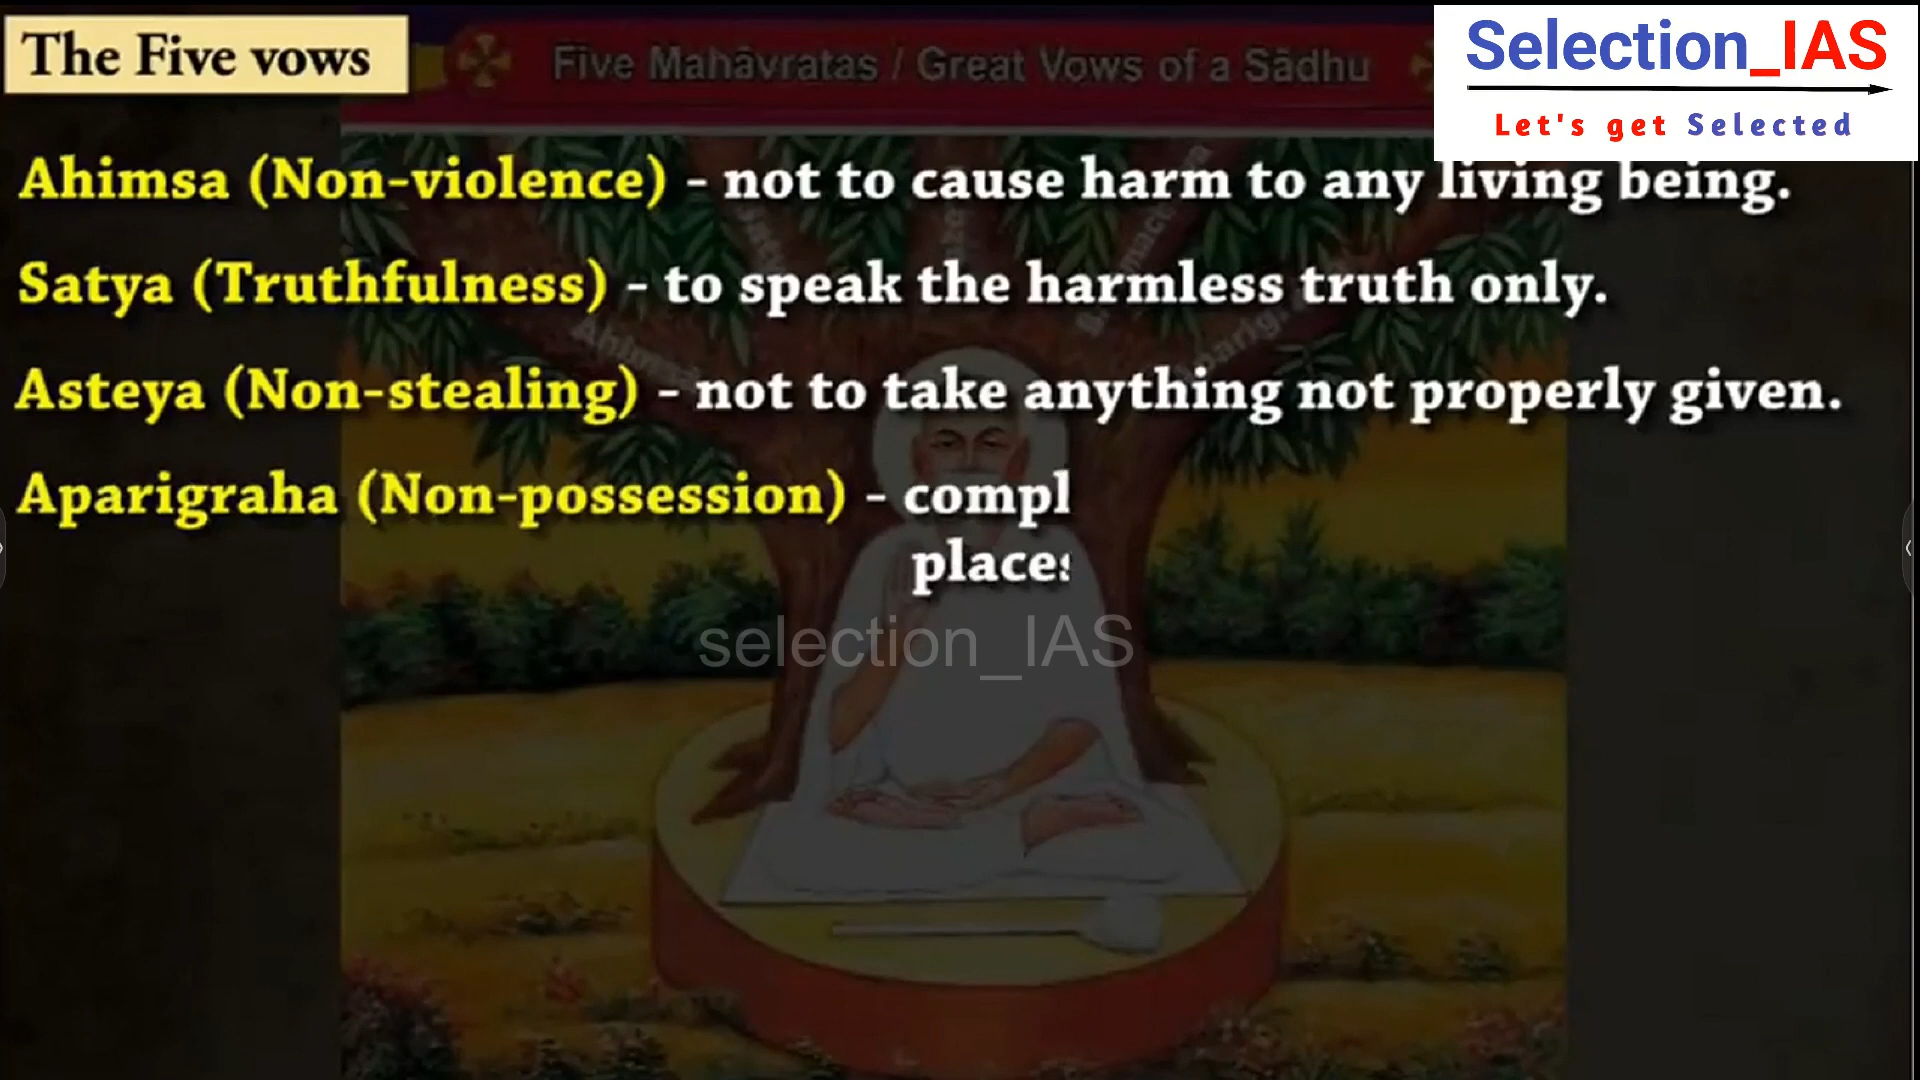 The Five vows
Five Mahāvratas / Great Vows of a Sādhu
Selection_IAS
Let's get Selected
Ahimsa (Non-violence) - not to cause harm to any living being.
Satya (Truthfulness) - to speak the harmless truth only.
Asteya (Non-stealing) - not to take anything not properly given.
Aparigraha (Non-possession) - compl
place
selection_IAS